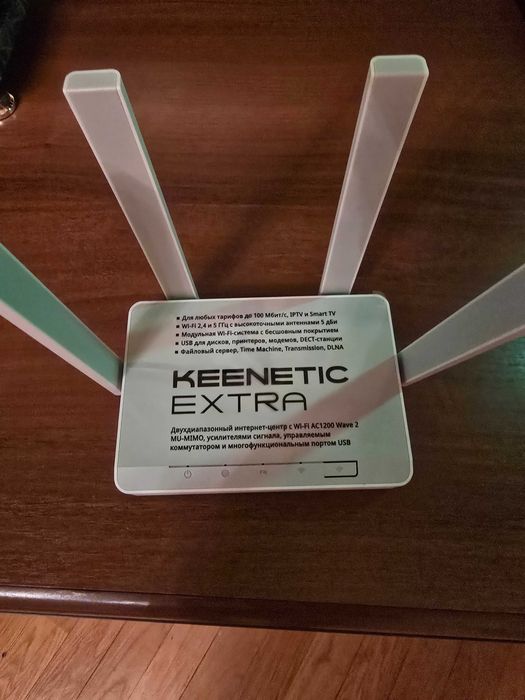 ▪ Для любых тарифов до 100 Мбит/с, IPTV и Smart TV
▪ Wi-Fi 2,4 и 5 ГГц с высокоточными антеннами 5 дБи
▪ Модульная Wi-Fi-система с бесшовным покрытием
▪ USB для дисков, принтеров, модемов, DECT-станции
▪ Файловый сервер, Time Machine, Transmission, DLNA
KEENETIC
EXTRA
Двухдиапазонный интернет-центр с Wi-Fi AC1200 Wave 2
MU-MIMO, усилителями сигнала, управляемым
коммутатором и многофункциональным портом USB